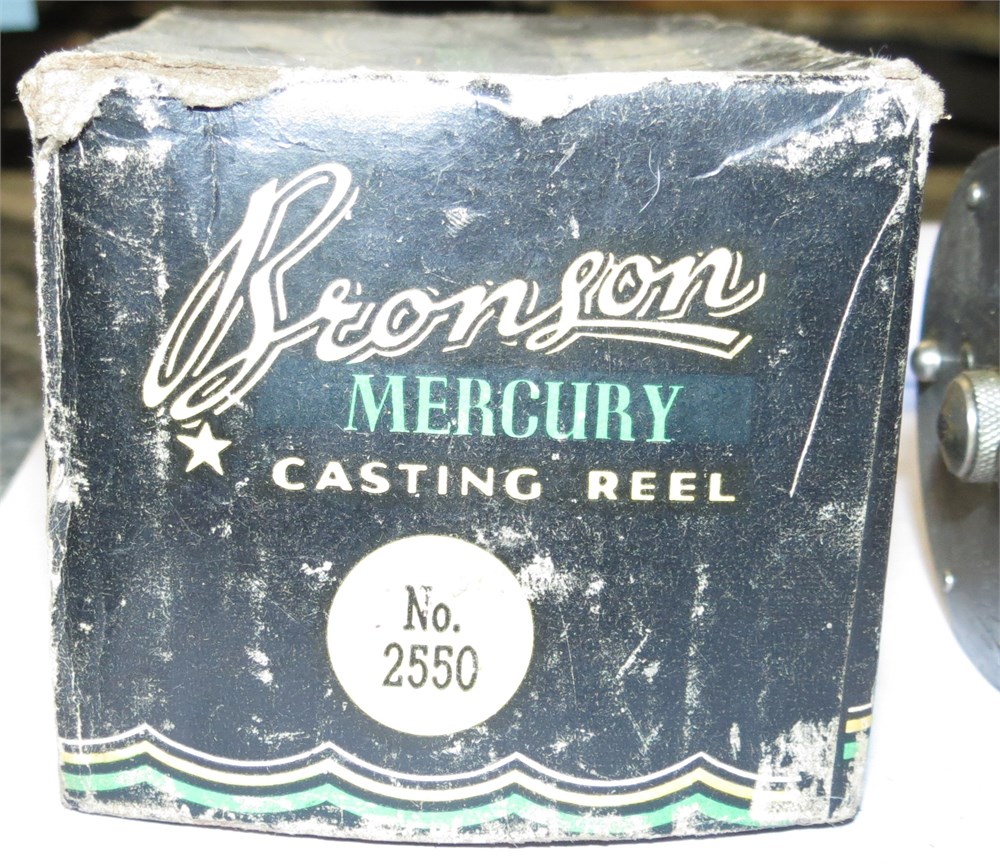 Bronson
MERCURY
CASTING REEL
No.
2550